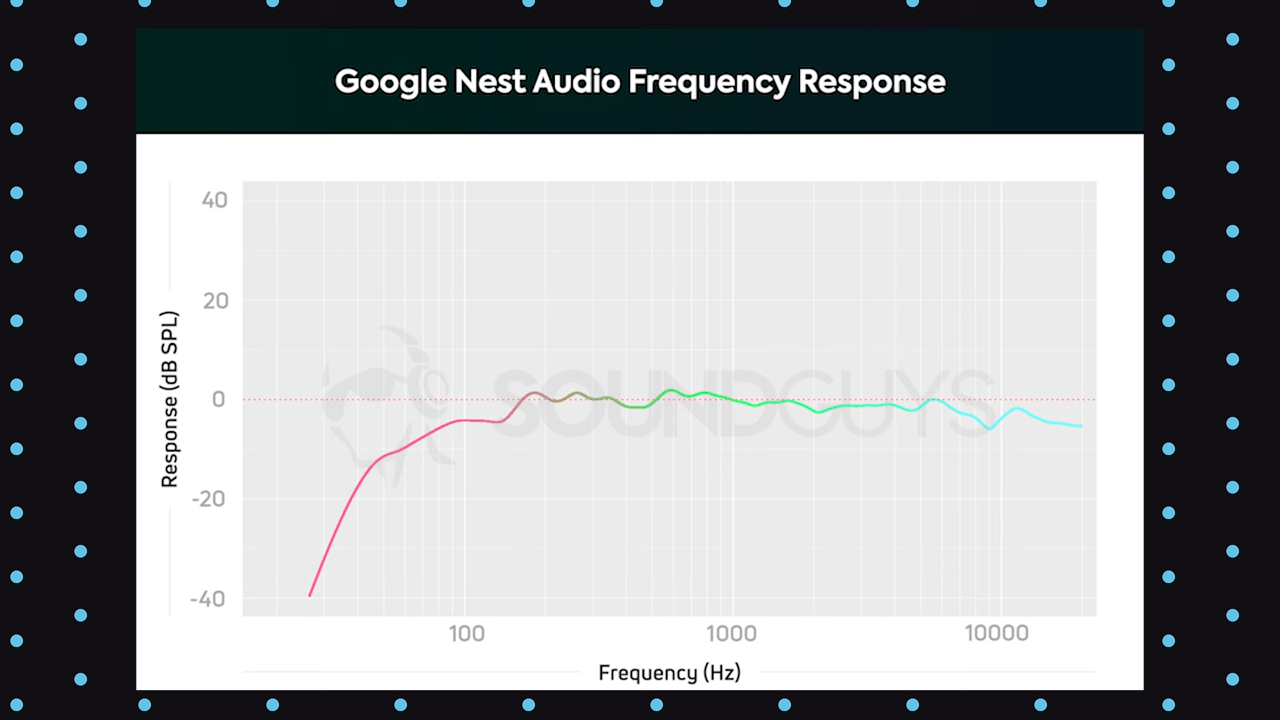 Google Nest Audio Frequency Response
40
20
0
-20
-40
Response (dB SPL)
SOUNDGUYS
100 1000 10000
Frequency (Hz)